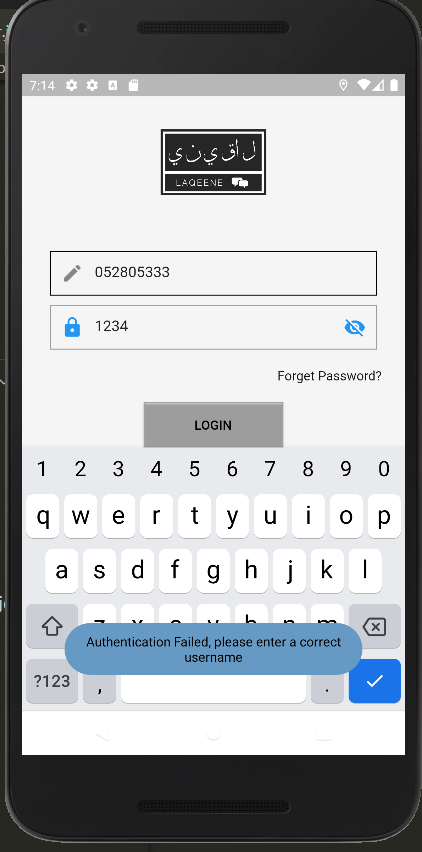 7:14
لاقيني
LAQEENE
052805333
1234
Forget Password?
LOGIN
1 2 3 4 5 6 7 8 9 0
q w e r t y u i o p
a s d f g h j k l
z x c v b n m
Authentication Failed, please enter a correct
username
?123 , .